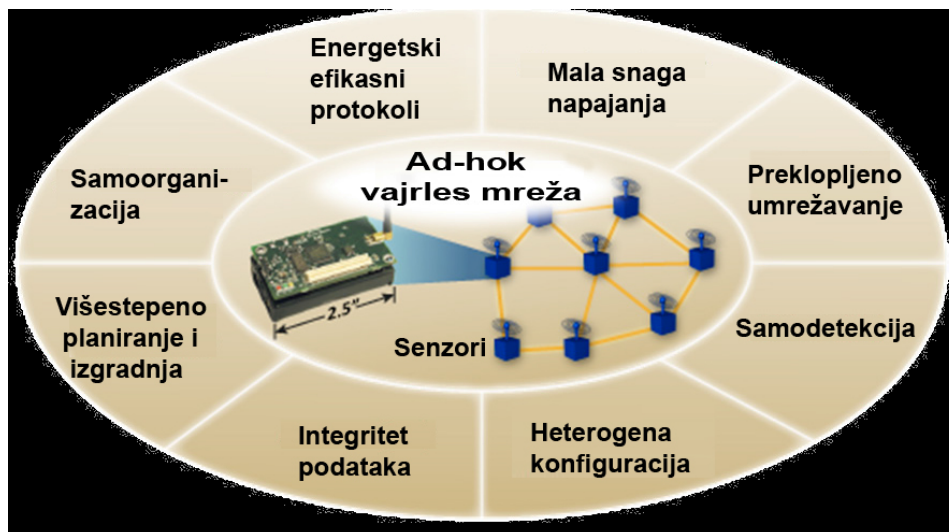 Energetski
efikasni
protokoli
Mala snaga
napajanja
Samoorgani-
zacija
Ad-hok
vajrles mreža
Preklopljeno
umrežavanje
Višestepeno
planiranje i
izgradnja
2.5"
Senzori
Samodetekcija
Integritet
podataka
Heterogena
konfiguracija